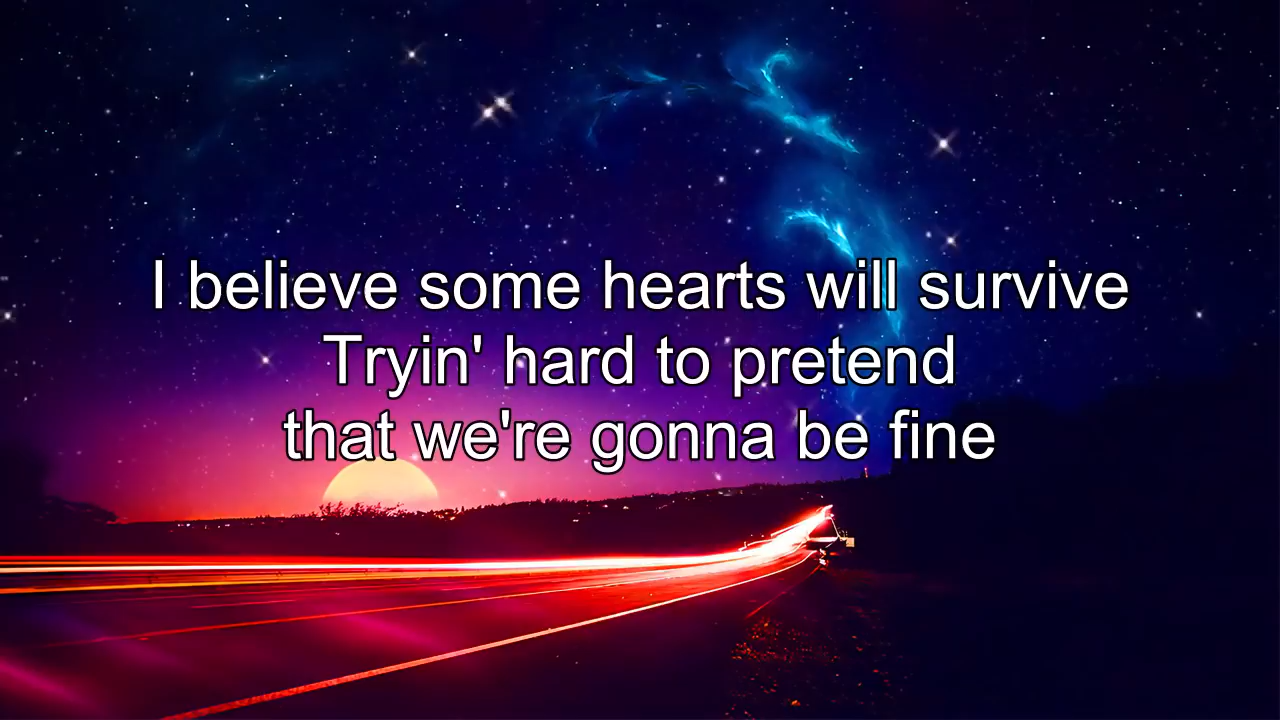 I believe some hearts will survive
Tryin' hard to pretend
that we're gonna be fine